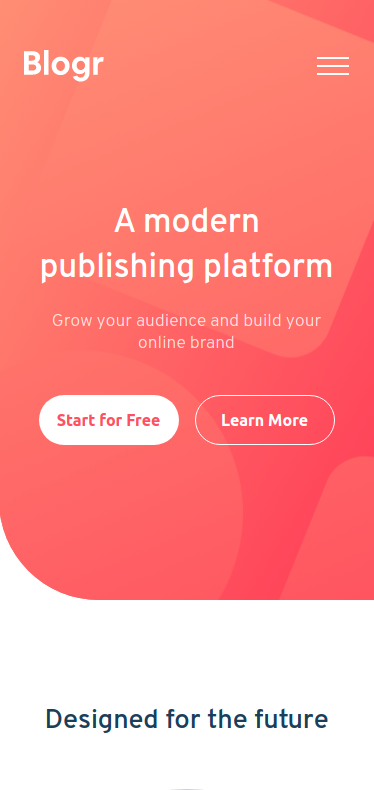 Blogr
A modern
publishing platform
Grow your audience and build your
online brand
Start for Free
Learn More
Designed for the future